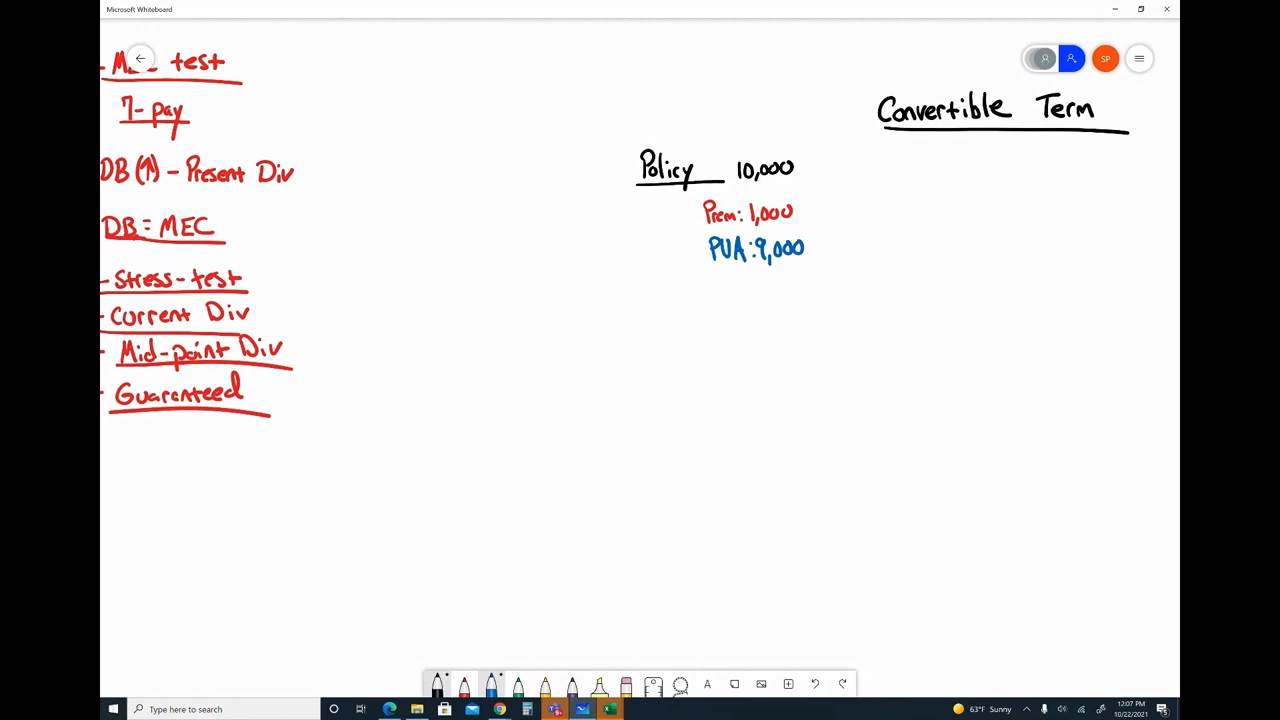 Microsoft Whiteboard
- MEC test
7-pay
DB (↑) - Present Div
DB = MEC
- Stress-test
- Current Div
- Mid-point Div
- Guaranteed
SP
Convertible Term
Policy 10,000
Prem: 1,000
PUA: 9,000
A
Type here to search
63°F Sunny
12:07 PM
10/22/2021
5